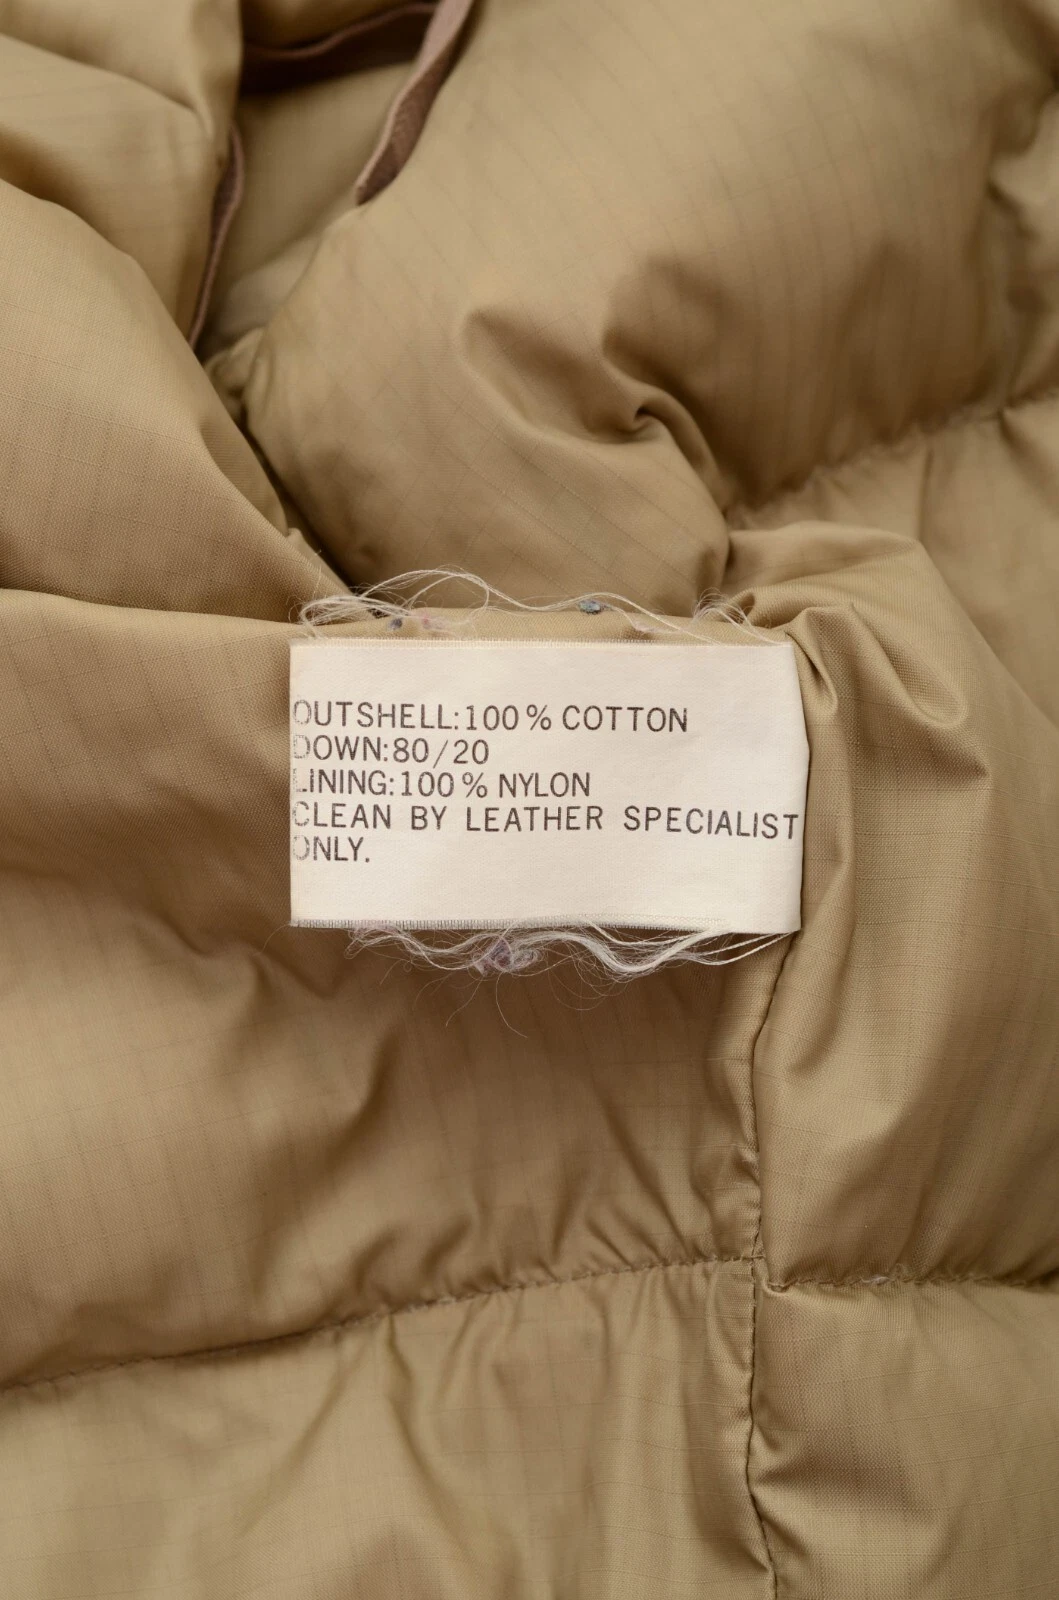 OUTSHELL:100% COTTON
DOWN:80/20
LINING:100% NYLON
CLEAN BY LEATHER SPECIALIST
ONLY.